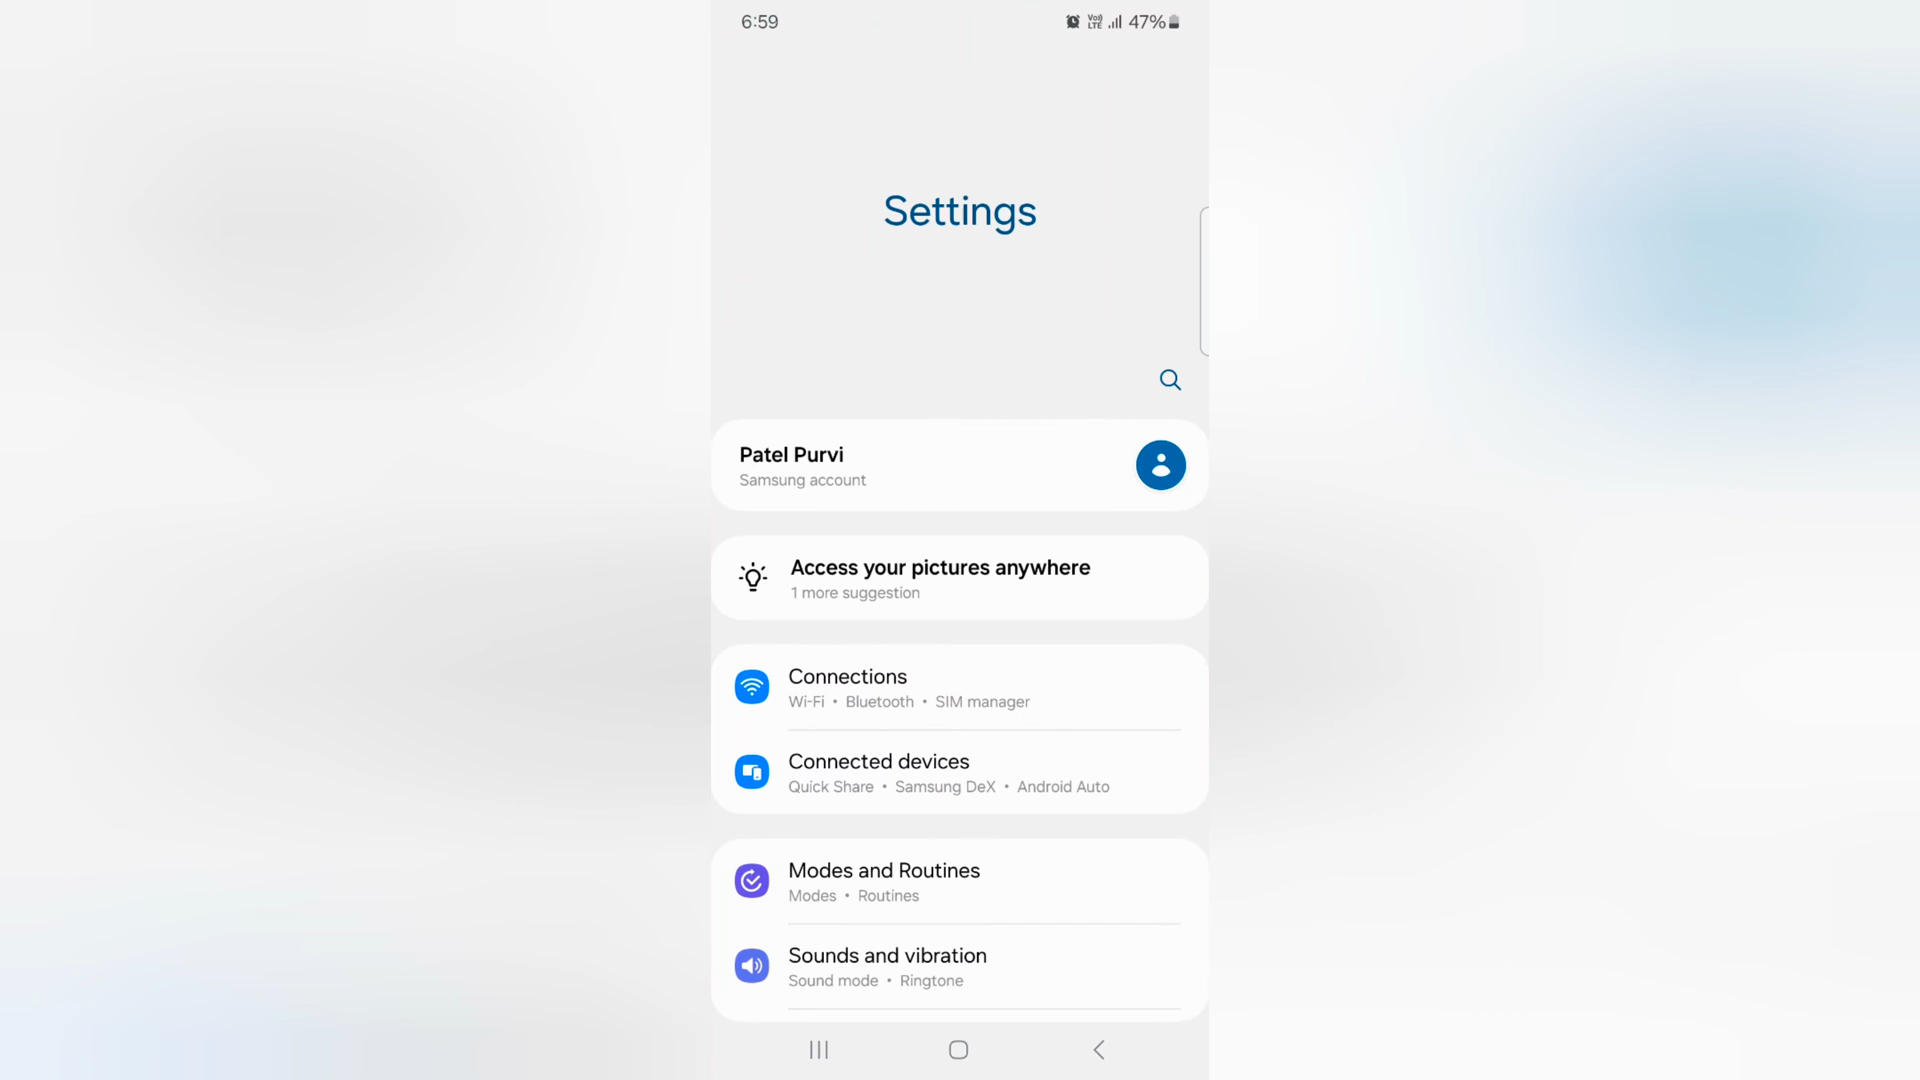 6:59
Vo)) LTE 47%
Settings
Patel Purvi
Samsung account
Access your pictures anywhere
1 more suggestion
Connections
Wi-Fi • Bluetooth • SIM manager
Connected devices
Quick Share • Samsung DeX • Android Auto
Modes and Routines
Modes • Routines
Sounds and vibration
Sound mode • Ringtone